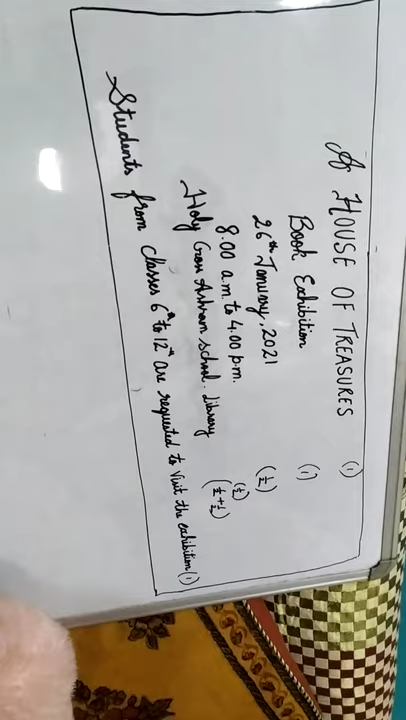 A HOUSE OF TREASURES (1)
Book Exhibition (1)
26th January, 2021 (1/2)
8.00 a.m. to 4.00 p.m. (1/2)
Holy Cross Ashram school. Library (1/2+1/2)
Students from classes 6th to 12th are requested to visit the exhibition (1)